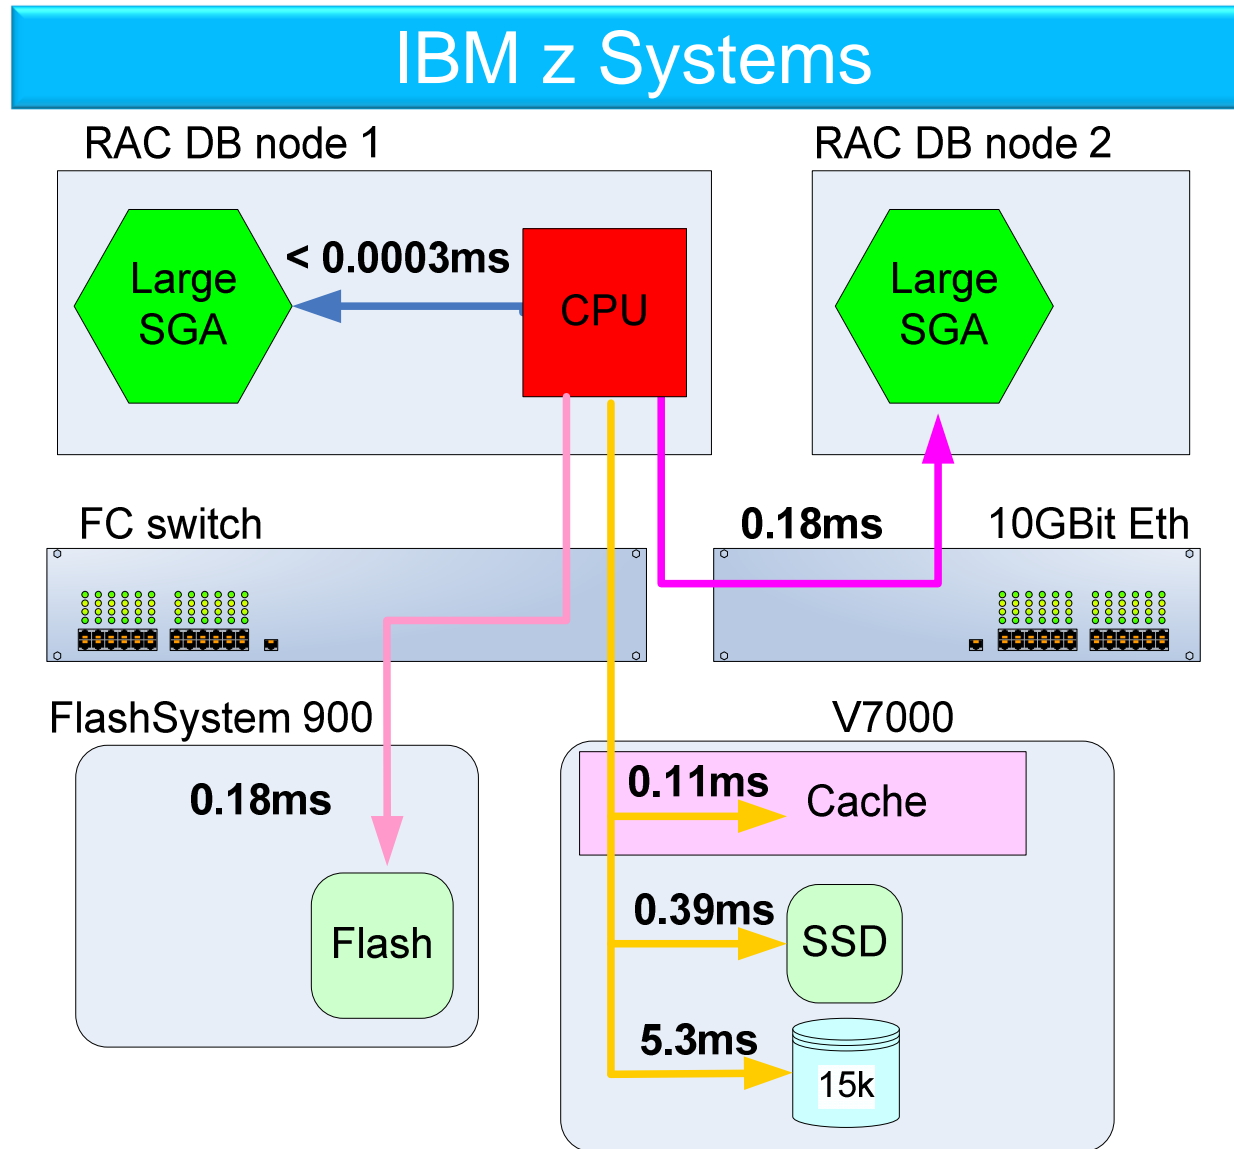 IBM z Systems
RAC DB node 1
RAC DB node 2
Large
SGA
< 0.0003ms
CPU
Large
SGA
FC switch
0.18ms
10GBit Eth
FlashSystem 900
V7000
0.18ms
0.11ms
Cache
Flash
0.39ms
SSD
5.3ms
15k